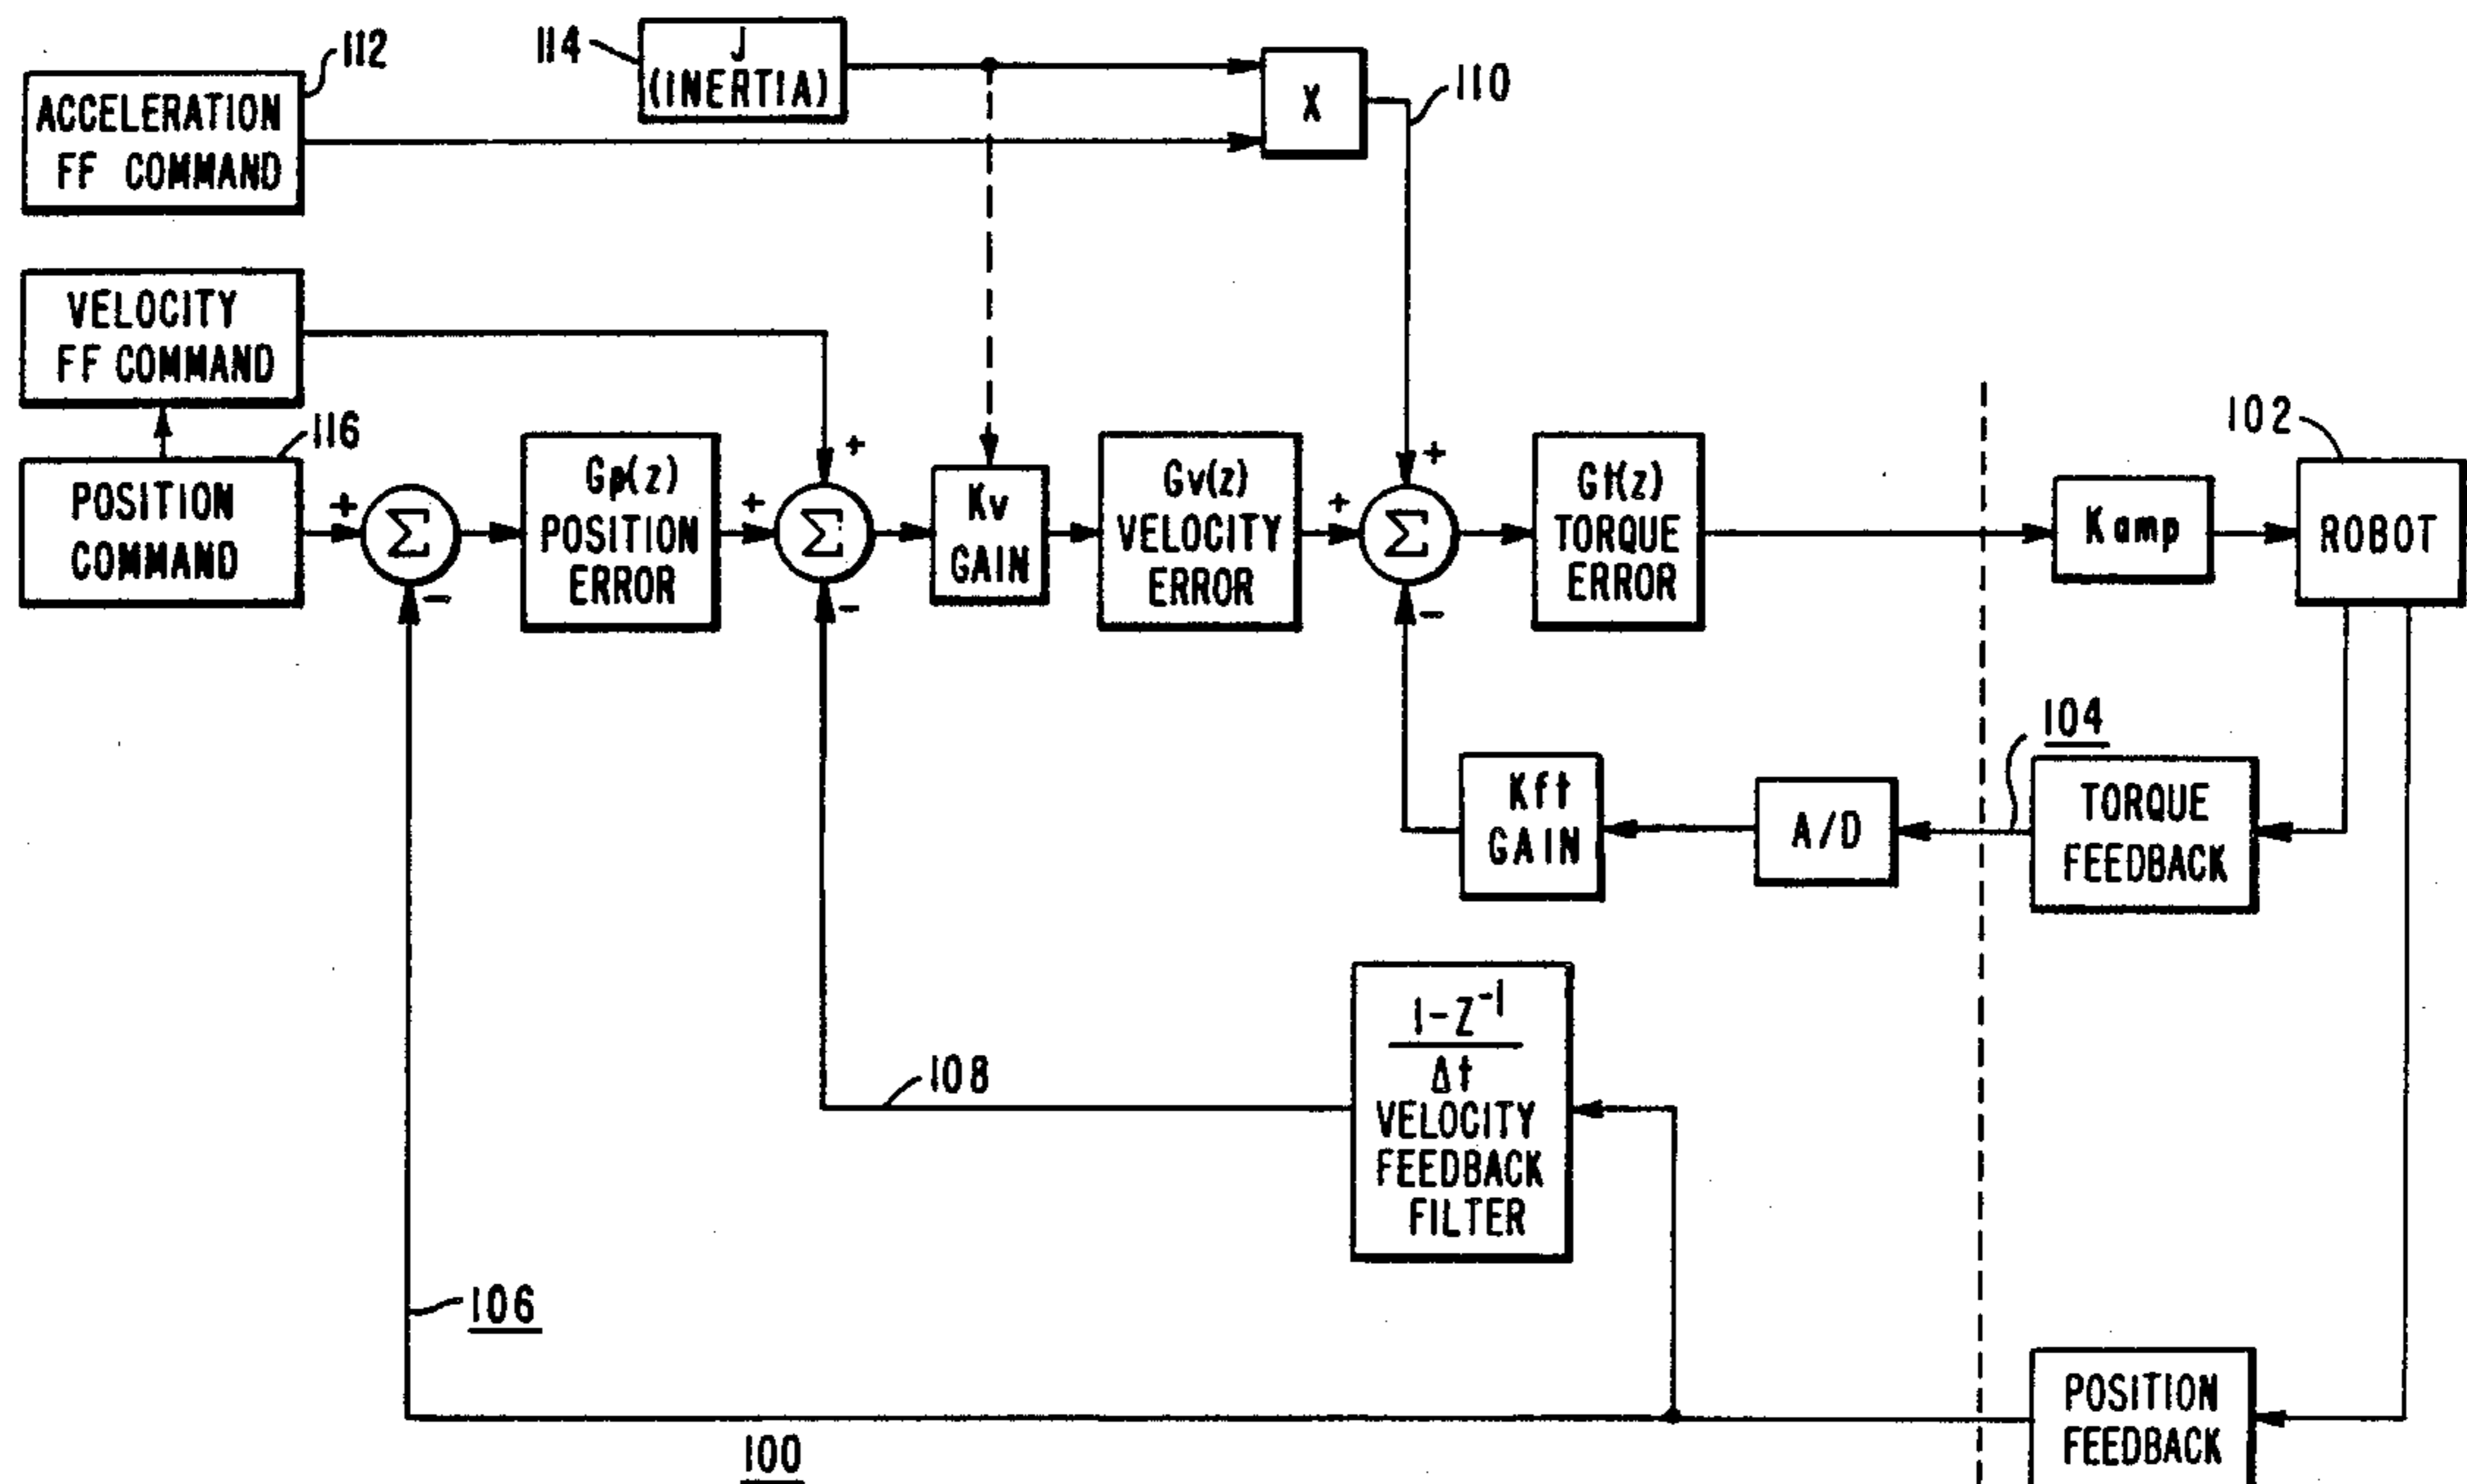 112
114
J
(INERTIA)
X
110
ACCELERATION
FF COMMAND
VELOCITY
FF COMMAND
116
POSITION
COMMAND
+
-
Σ
Gp(z)
POSITION
ERROR
+
+
-
Σ
Kv
GAIN
Gv(z)
VELOCITY
ERROR
+
+
-
Σ
Gt(z)
TORQUE
ERROR
Kamp
102
ROBOT
104
TORQUE
FEEDBACK
A/D
Kft
GAIN
1-Z⁻¹
Δt
VELOCITY
FEEDBACK
FILTER
108
106
POSITION
FEEDBACK
100